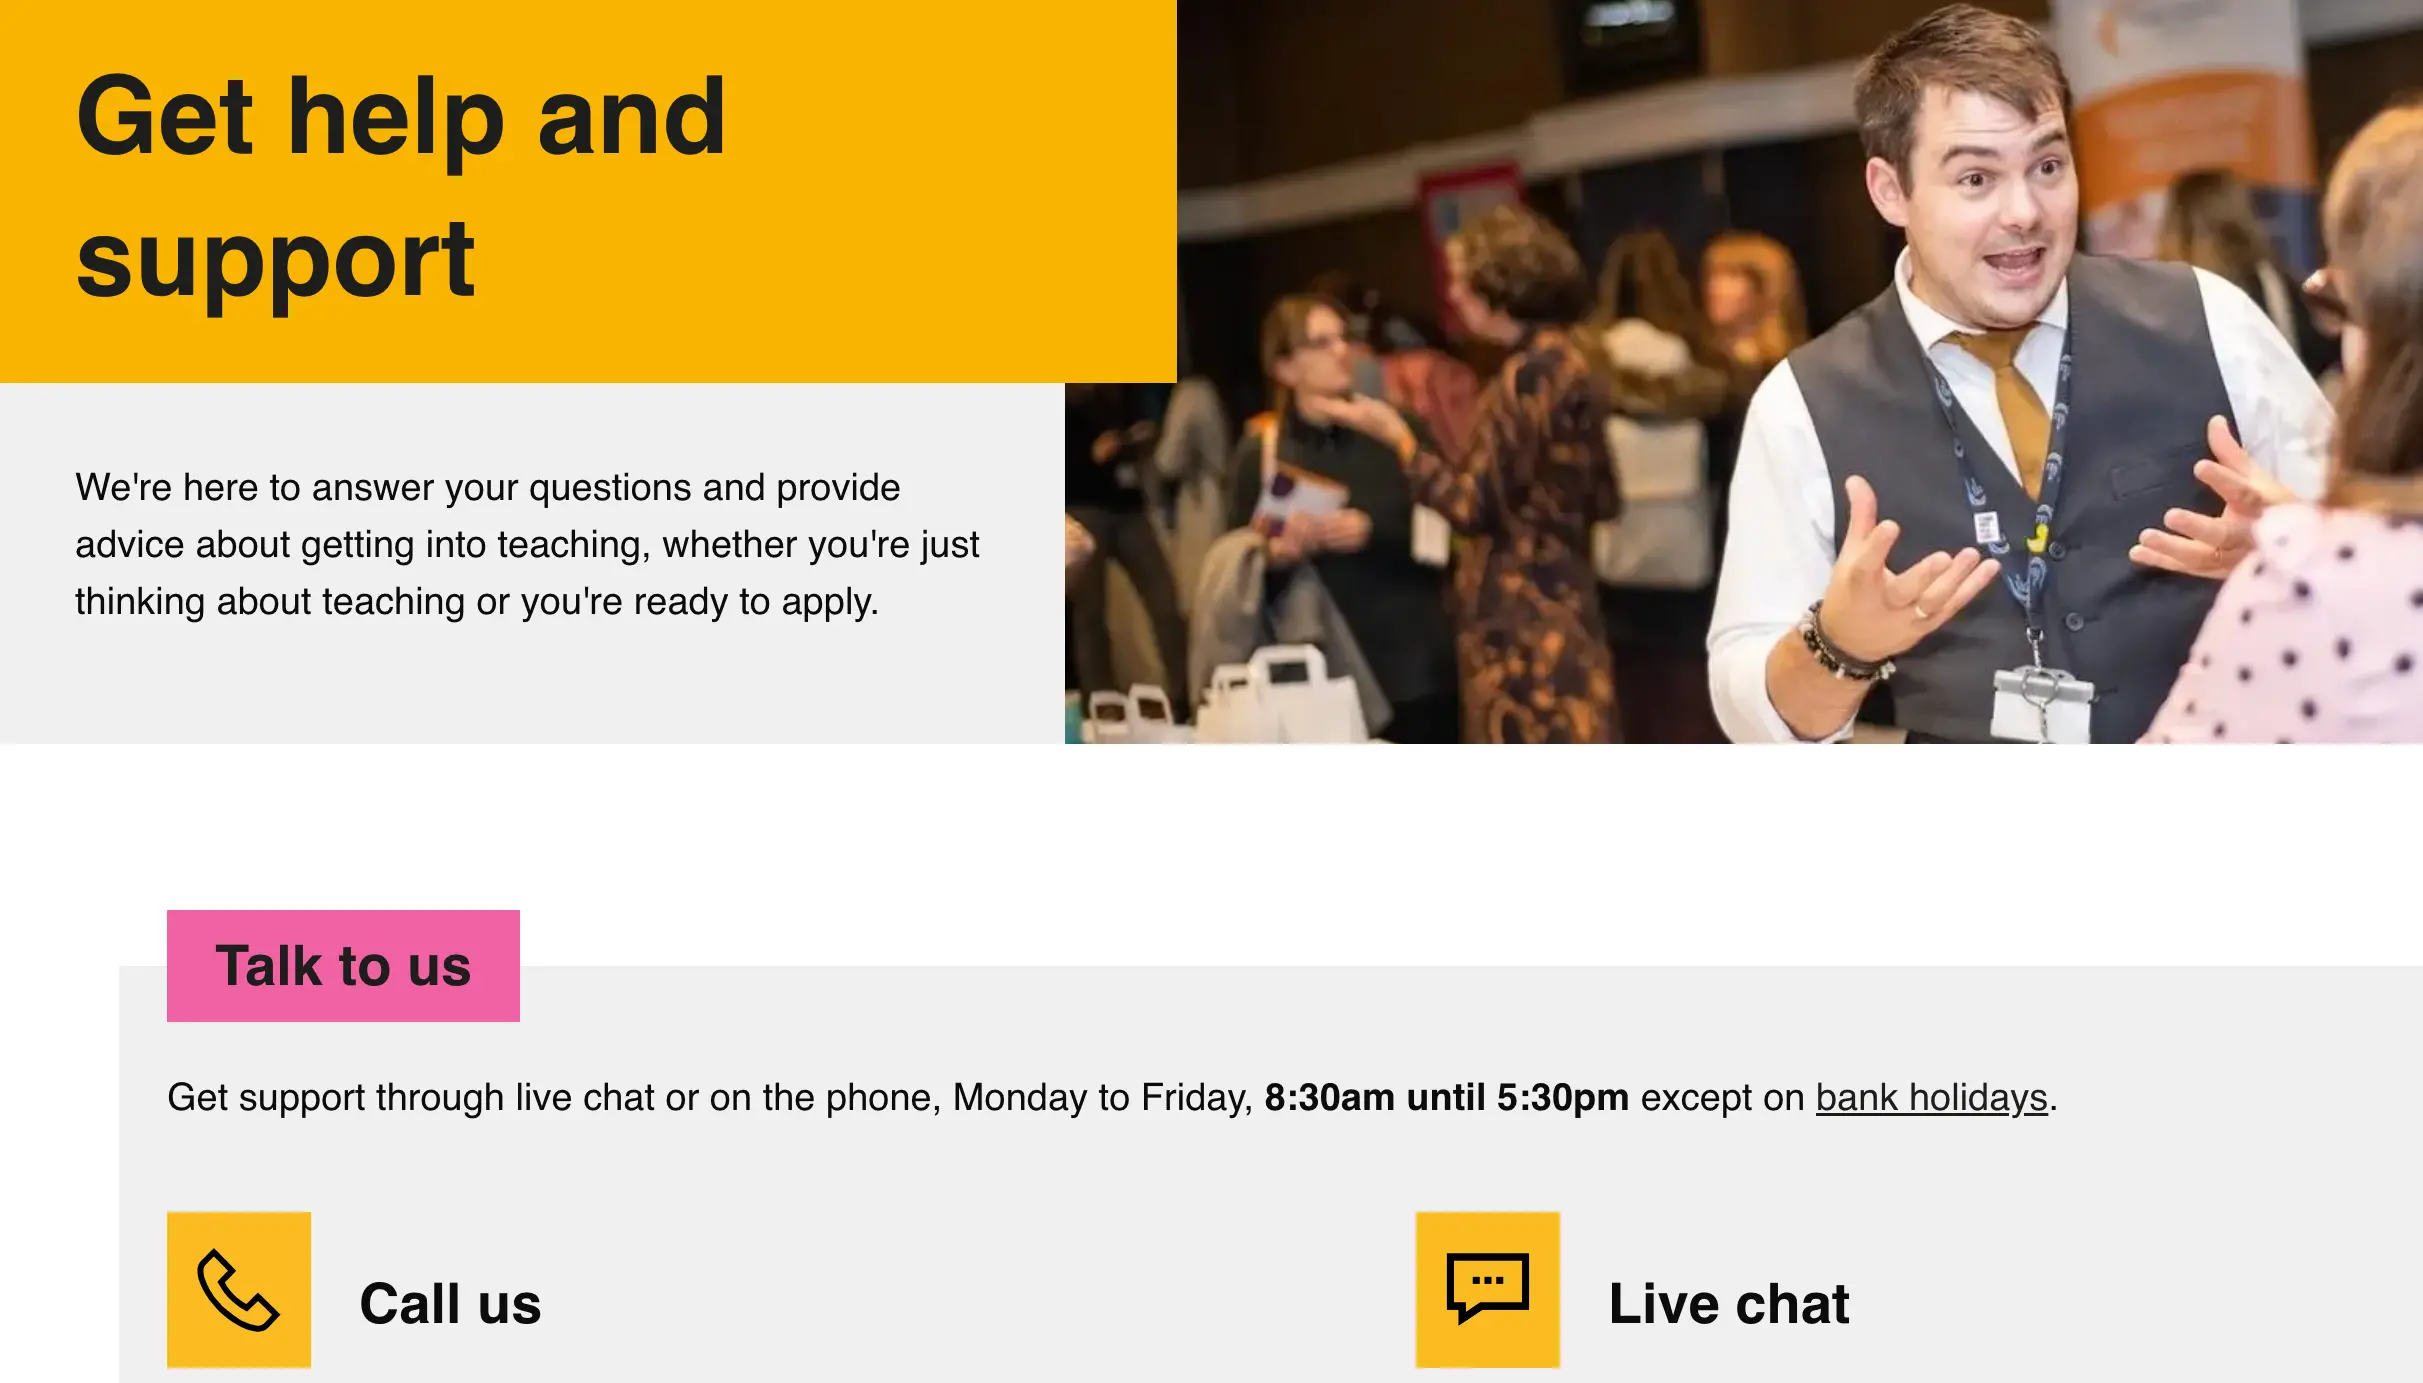 Get help and
support
We're here to answer your questions and provide
advice about getting into teaching, whether you're just
thinking about teaching or you're ready to apply.
Talk to us
Get support through live chat or on the phone, Monday to Friday, 8:30am until 5:30pm except on bank holidays.
Call us
Live chat